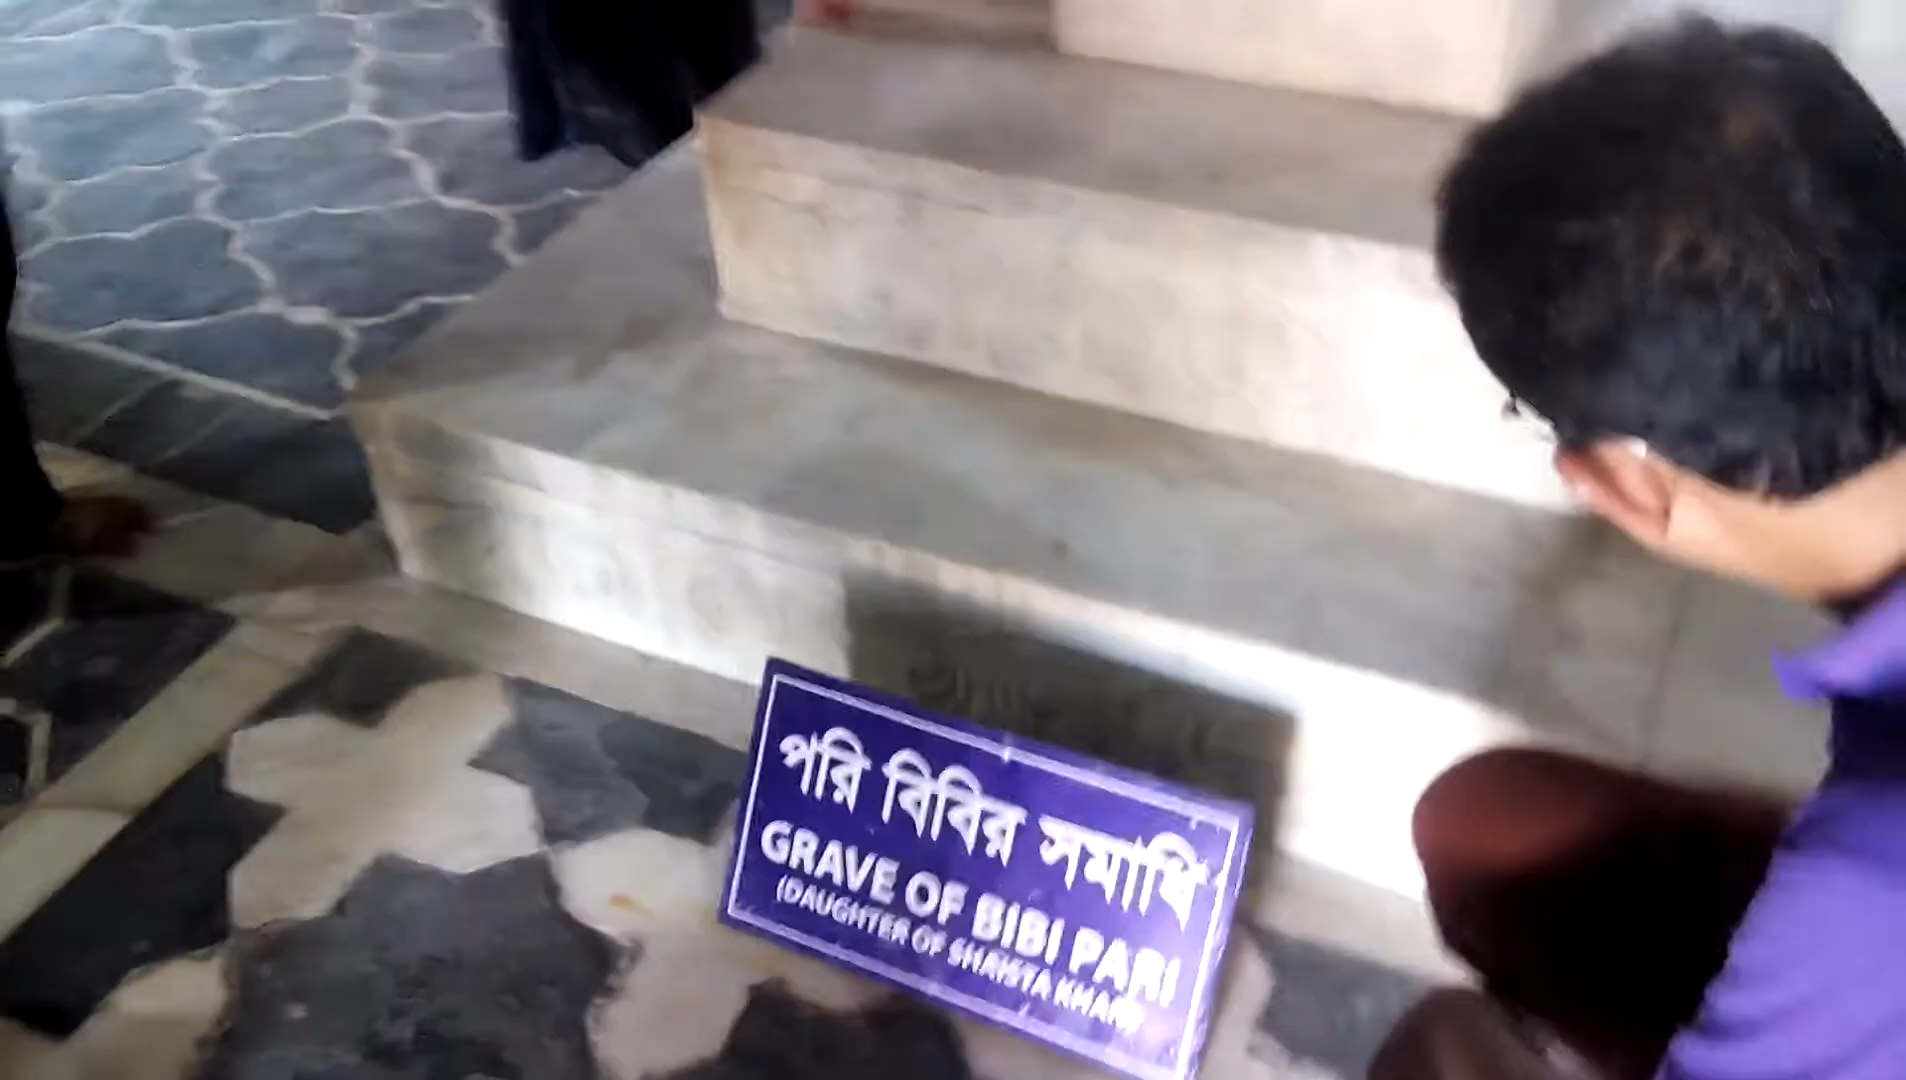 পরি বিবির সমাধি
GRAVE OF BIBI PARI
(DAUGHTER OF SHAISTA KHAN)